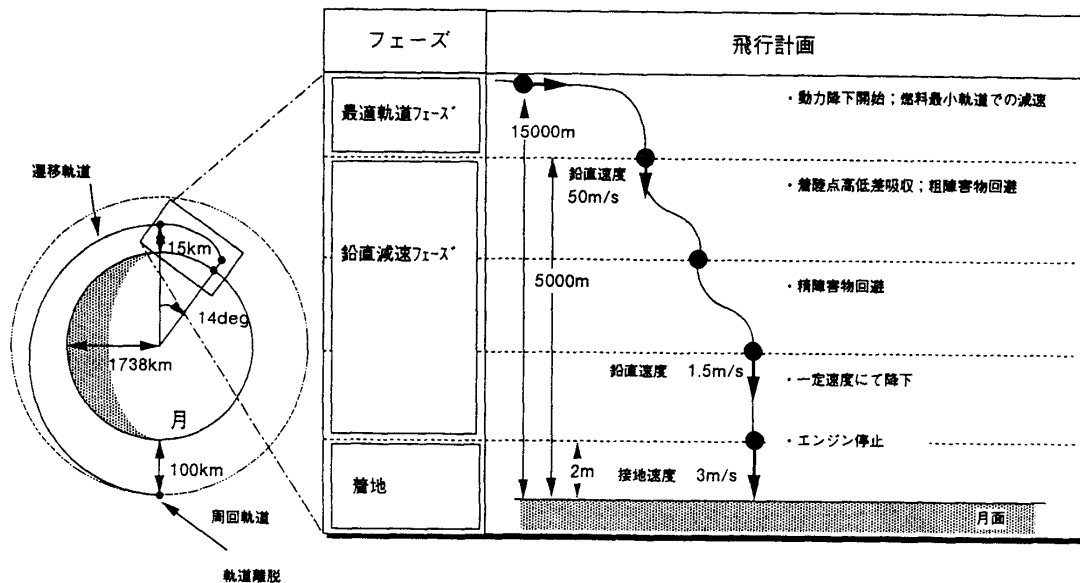 フェーズ
飛行計画
最適軌道フェーズ
・動力降下開始；燃料最小軌道での減速
15000m
鉛直速度
50m/s
・着陸点高低差吸収；粗障害物回避
鉛直減速フェーズ
5000m
・精障害物回避
鉛直速度 1.5m/s
・一定速度にて降下
・エンジン停止
着地
2m
接地速度 3m/s
月面
遷移軌道
15km
14deg
1738km
月
100km
周回軌道
軌道離脱